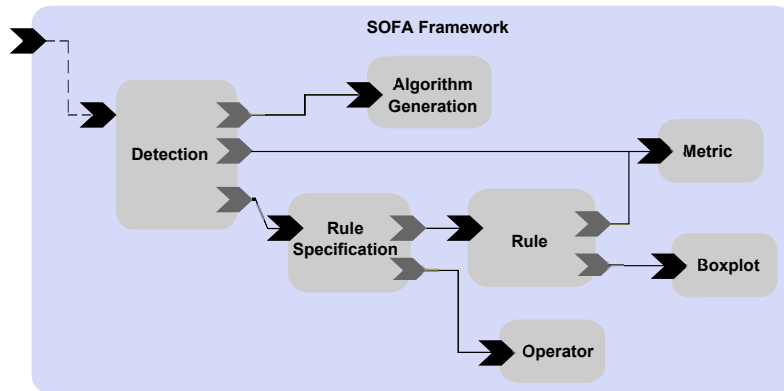 SOFA Framework
Algorithm
Generation
Detection
Metric
Rule
Specification
Rule
Boxplot
Operator